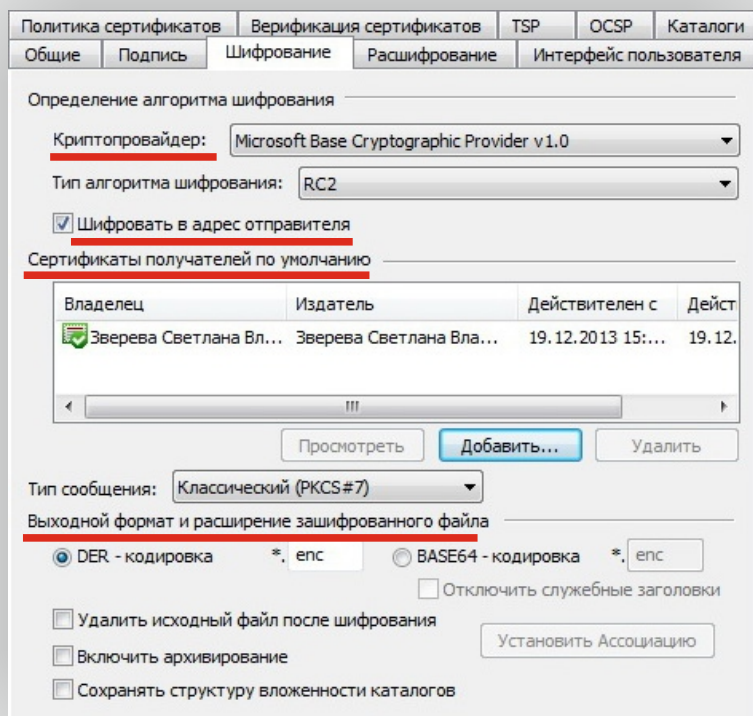 Политика сертификатов Верификация сертификатов TSP OCSP Каталоги
Общие Подпись Шифрование Расшифрование Интерфейс пользователя
Определение алгоритма шифрования
Криптопровайдер: Microsoft Base Cryptographic Provider v1.0
Тип алгоритма шифрования: RC2
Шифровать в адрес отправителя
Сертификаты получателей по умолчанию
Владелец Издатель Действителен с Дейст
Зверева Светлана Вл... Зверева Светлана Вла... 19.12.2013 15:... 19.12.
Просмотреть Добавить... Удалить
Тип сообщения: Классический (PKCS#7)
Выходной формат и расширение зашифрованного файла
DER - кодировка *. enc BASE64 - кодировка *. enc
Отключить служебные заголовки
Удалить исходный файл после шифрования
Установить Ассоциацию
Включить архивирование
Сохранять структуру вложенности каталогов